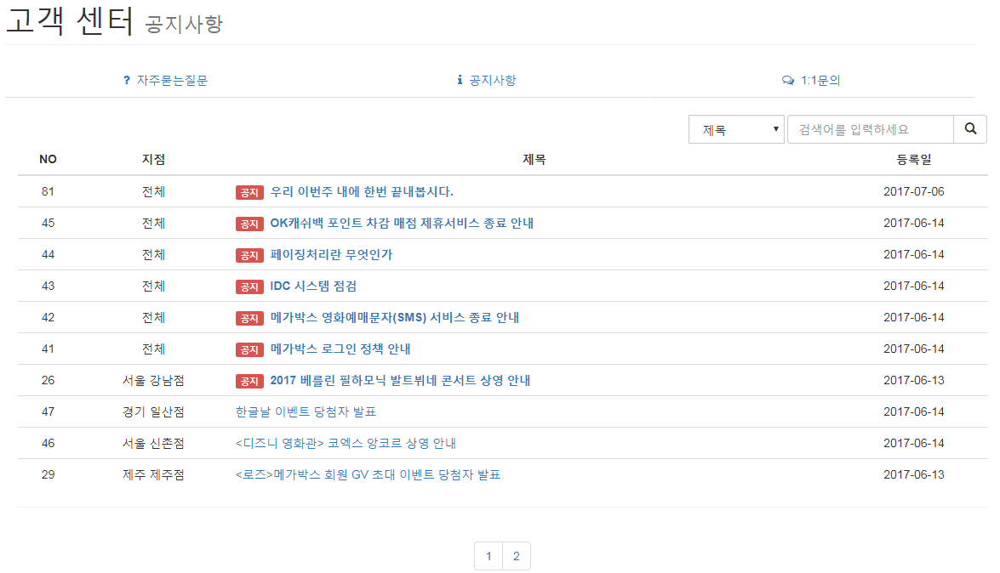 고객 센터 공지사항
? 자주묻는질문 공지사항 1:1문의
제목 검색어를 입력하세요
NO 지점 제목 등록일
81 전체 공지 우리 이번주 내에 한번 끝내봅시다. 2017-07-06
45 전체 공지 OK캐쉬백 포인트 차감 매점 제휴서비스 종료 안내 2017-06-14
44 전체 공지 페이징처리란 무엇인가 2017-06-14
43 전체 공지 IDC 시스템 점검 2017-06-14
42 전체 공지 메가박스 영화예매문자(SMS) 서비스 종료 안내 2017-06-14
41 전체 공지 메가박스 로그인 정책 안내 2017-06-14
26 서울 강남점 공지 2017 베를린 필하모닉 발트뷔네 콘서트 상영 안내 2017-06-13
47 경기 일산점 한글날 이벤트 당첨자 발표 2017-06-14
46 서울 신촌점 <디즈니 영화관> 코엑스 앙코르 상영 안내 2017-06-14
29 제주 제주점 <로즈>메가박스 회원 GV 초대 이벤트 당첨자 발표 2017-06-13
1 2